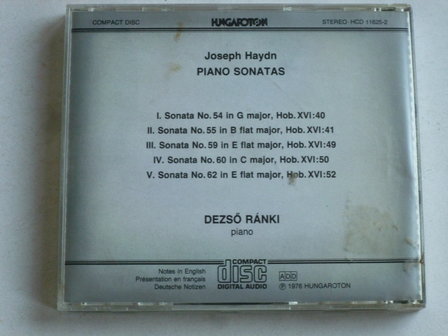 COMPACT DISC
HUNGAROTON
STEREO · HCD 11625-2
Joseph Haydn
PIANO SONATAS
I. Sonata No. 54 in G major, Hob. XVI:40
II. Sonata No. 55 in B flat major, Hob. XVI:41
III. Sonata No. 59 in E flat major, Hob. XVI:49
IV. Sonata No. 60 in C major, Hob. XVI:50
V. Sonata No. 62 in E flat major, Hob. XVI:52
DEZSŐ RÁNKI
piano
Notes in English
Présentation en français
Deutsche Notizen
COMPACT
disc
DIGITAL AUDIO
ADD
℗ 1976 HUNGAROTON